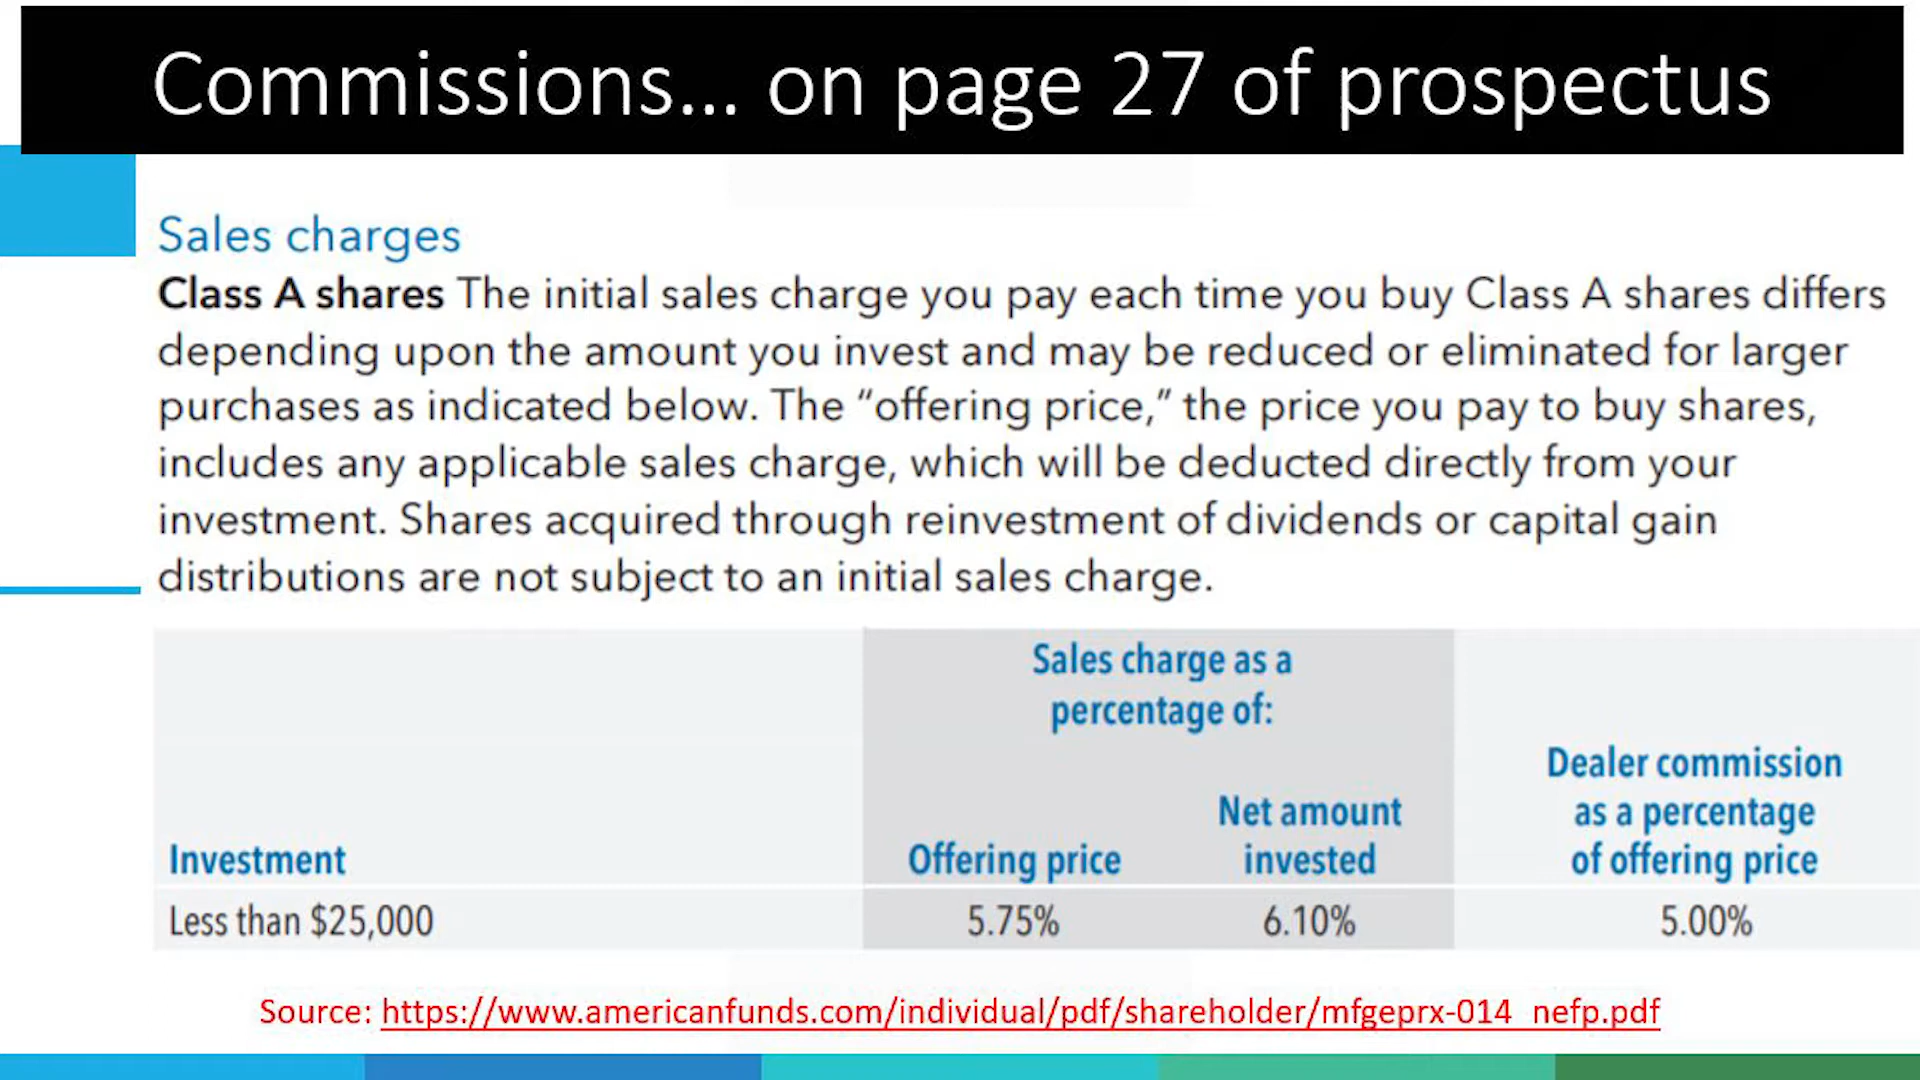 Commissions... on page 27 of prospectus
Sales charges
Class A shares The initial sales charge you pay each time you buy Class A shares differs
depending upon the amount you invest and may be reduced or eliminated for larger
purchases as indicated below. The “offering price,” the price you pay to buy shares,
includes any applicable sales charge, which will be deducted directly from your
investment. Shares acquired through reinvestment of dividends or capital gain
distributions are not subject to an initial sales charge.
Sales charge as a
percentage of:
Dealer commission
Net amount as a percentage
Investment Offering price invested of offering price
Less than $25,000 5.75% 6.10% 5.00%
Source: https://www.americanfunds.com/individual/pdf/shareholder/mfgeprx-014_nefp.pdf